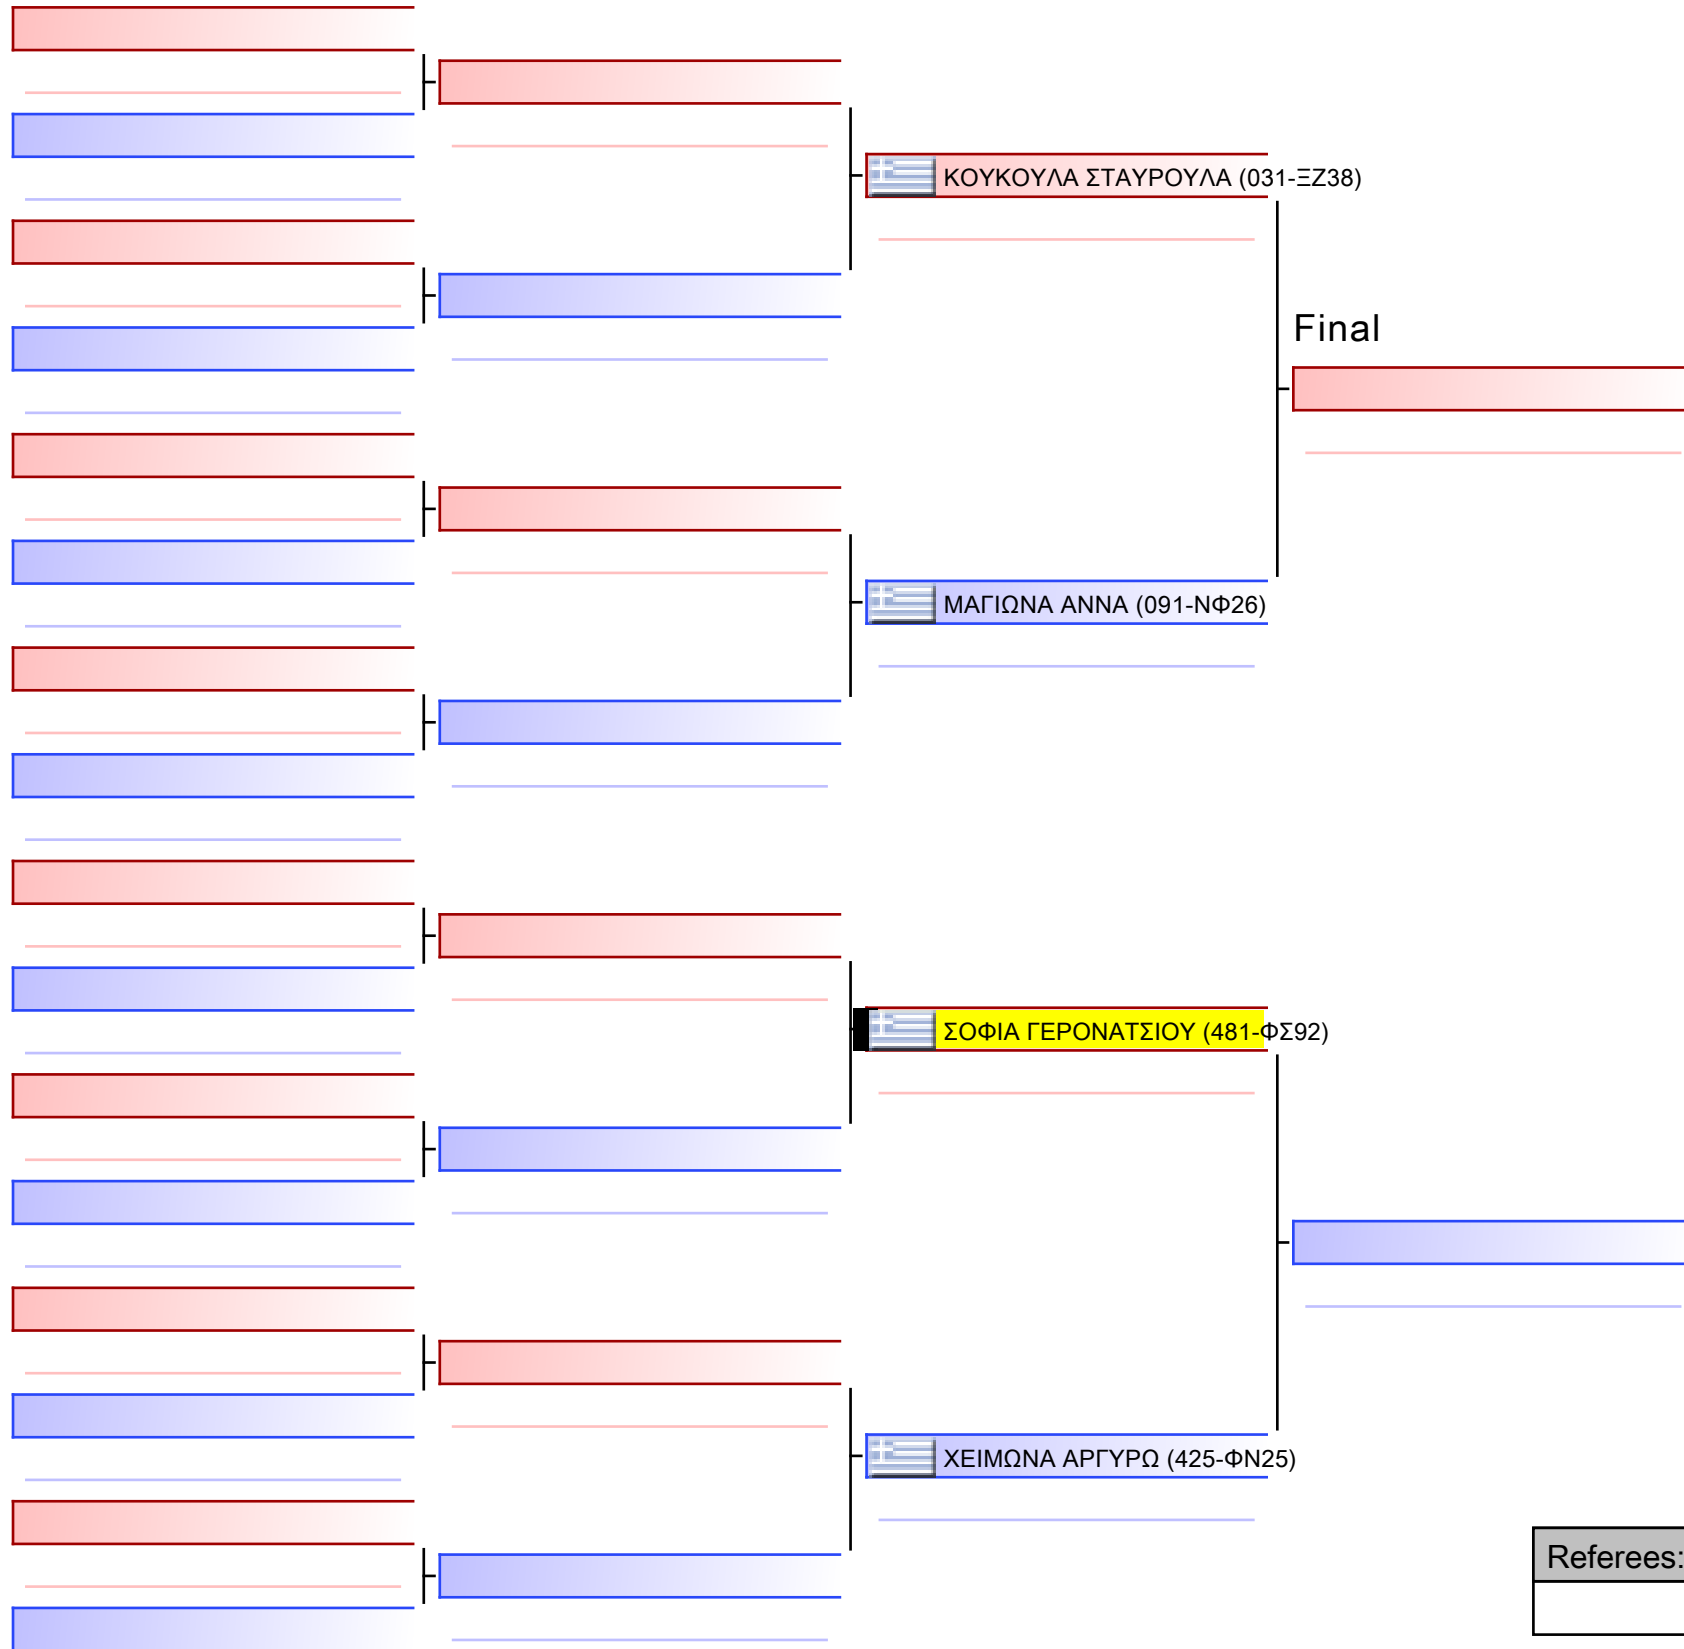 ΚΟΥΚΟΥΛΑ ΣΤΑΥΡΟΥΛΑ (031-ΞΖ38)
Final
ΜΑΓΙΩΝΑ ΑΝΝΑ (091-ΝΦ26)
ΣΟΦΙΑ ΓΕΡΟΝΑΤΣΙΟΥ (481-ΦΣ92)
ΧΕΙΜΩΝΑ ΑΡΓΥΡΩ (425-ΦΝ25)
Referees: